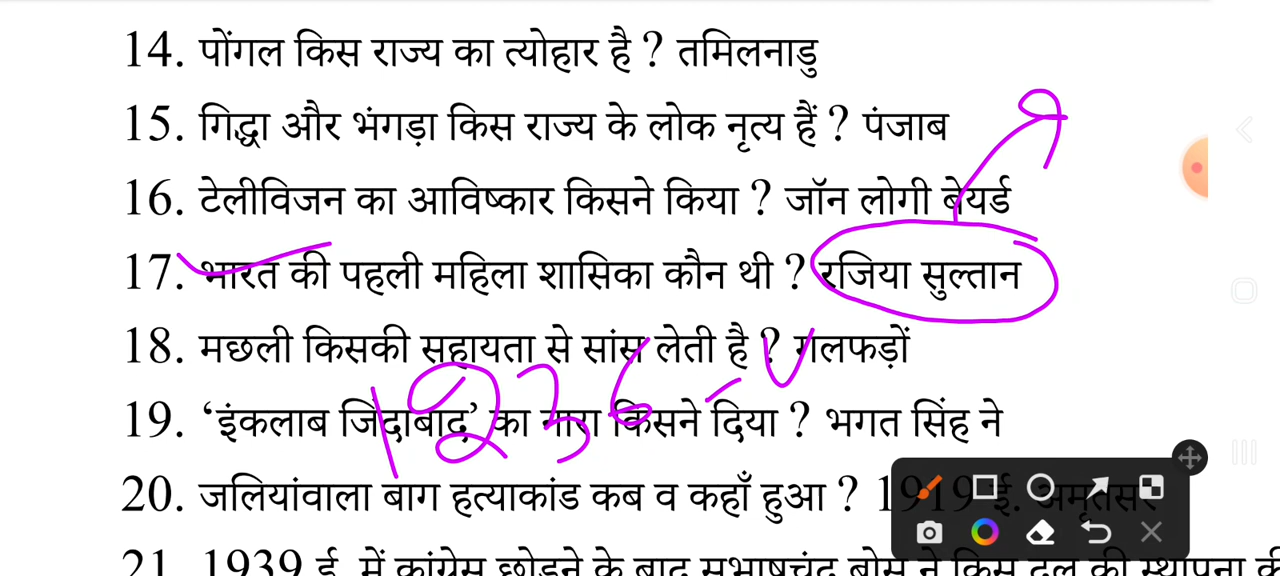 14. पोंगल किस राज्य का त्योहार है ? तमिलनाडु
15. गिद्धा और भंगड़ा किस राज्य के लोक नृत्य हैं ? पंजाब
16. टेलीविजन का आविष्कार किसने किया ? जॉन लोगी बेयर्ड
17. भारत की पहली महिला शासिका कौन थी ? रजिया सुल्तान
18. मछली किसकी सहायता से सांस लेती है ? गलफड़ों
1236 -
19. ‘इंकलाब जिंदाबाद’ का नारा किसने दिया ? भगत सिंह ने
20. जलियांवाला बाग हत्याकांड कब व कहाँ हुआ ? 1919 ई. अमृतसर
21. 1939 ई. में कांग्रेस छोड़ने के बाद सुभाषचंद्र बोस ने किस दल की स्थापना की